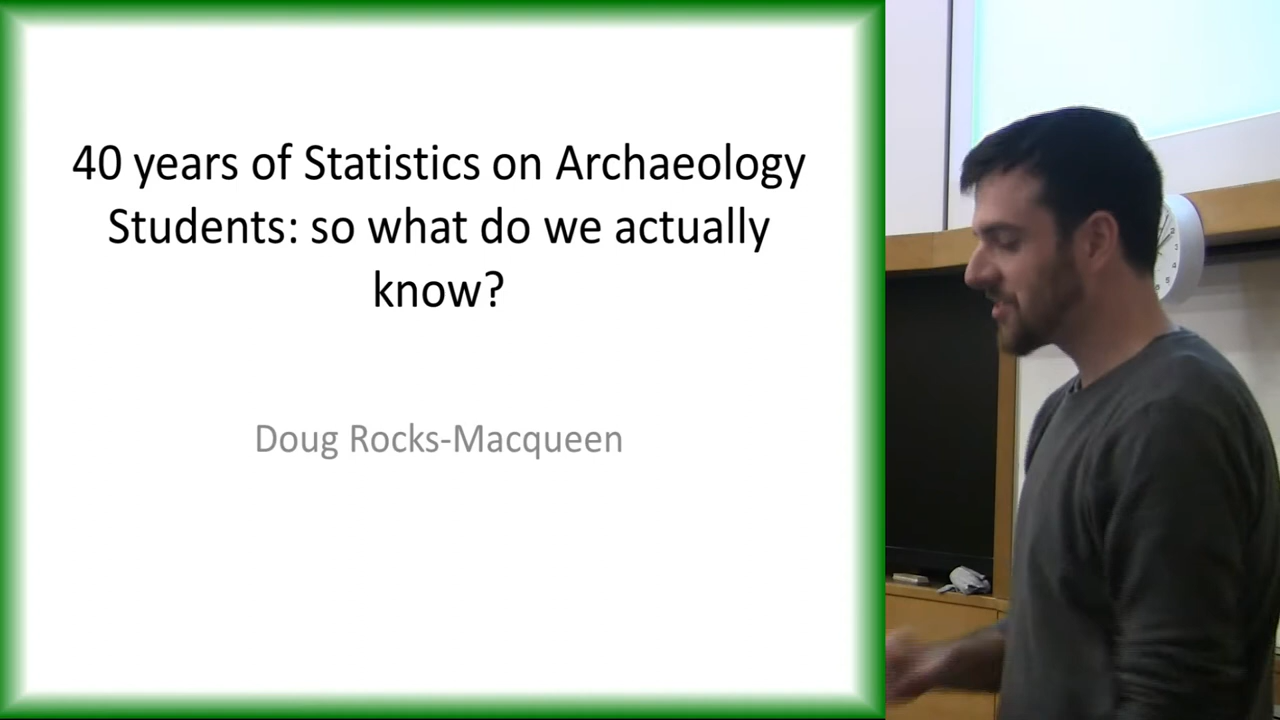 40 years of Statistics on Archaeology
Students: so what do we actually
know?
Doug Rocks-Macqueen